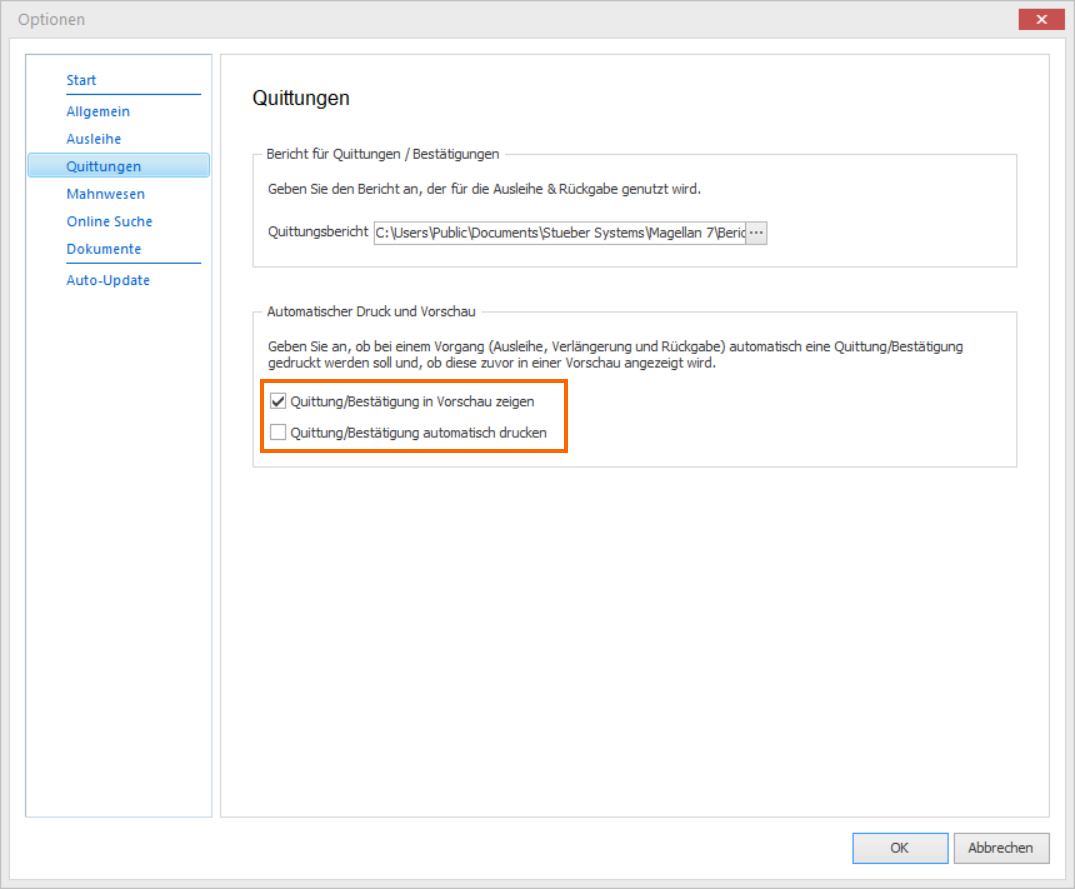 Optionen
Start
Allgemein
Ausleihe
Quittungen
Mahnwesen
Online Suche
Dokumente
Auto-Update
Quittungen
Bericht für Quittungen / Bestätigungen
Geben Sie den Bericht an, der für die Ausleihe & Rückgabe genutzt wird.
Quittungsbericht C:\Users\Public\Documents\Stueber Systems\Magellan 7\Beric ...
Automatischer Druck und Vorschau
Geben Sie an, ob bei einem Vorgang (Ausleihe, Verlängerung und Rückgabe) automatisch eine Quittung/Bestätigung
gedruckt werden soll und, ob diese zuvor in einer Vorschau angezeigt wird.
Quittung/Bestätigung in Vorschau zeigen
Quittung/Bestätigung automatisch drucken
OK Abbrechen